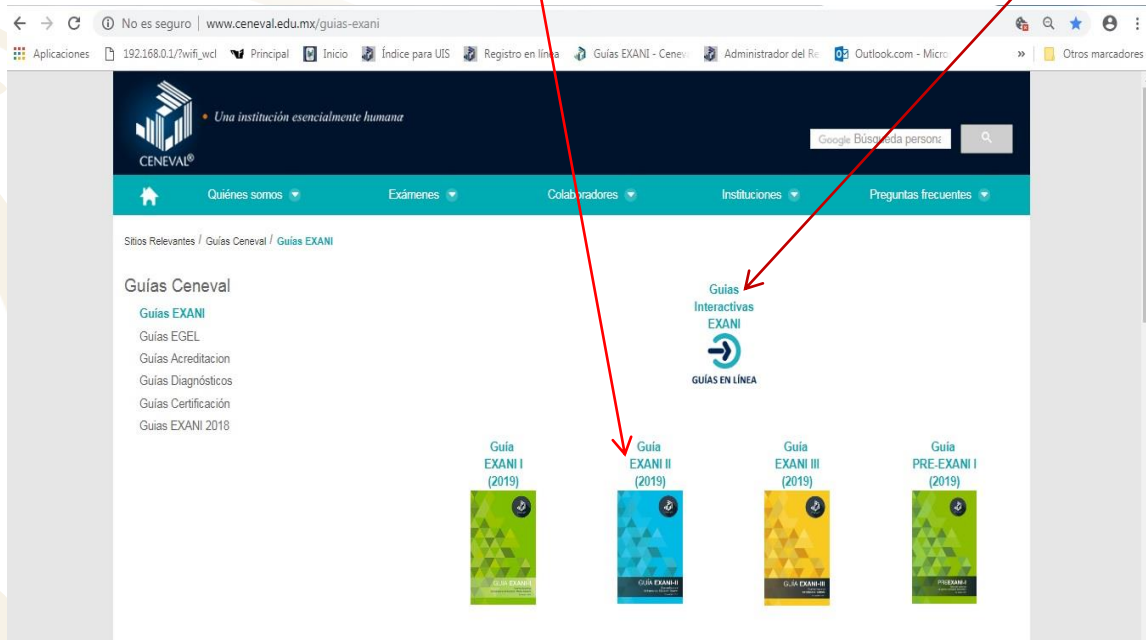 No es seguro | www.ceneval.edu.mx/guias-exani
Aplicaciones 192.168.0.1/?wifi_wcl Principal Inicio Índice para UIS Registro en línea Guías EXANI - Ceneva Administrador del Re Outlook.com - Micro » Otros marcadores
Una institución esencialmente humana
CENEVAL®
Google Búsqueda persona
Quiénes somos Exámenes Colaboradores Instituciones Preguntas frecuentes
Sitios Relevantes / Guías Ceneval / Guías EXANI
Guías Ceneval
Guías EXANI
Guías EGEL
Guías Acreditacion
Guías Diagnósticos
Guías Certificación
Guias EXANI 2018
Guias
Interactivas
EXANI
GUÍAS EN LÍNEA
Guía
EXANI I
(2019)
GUÍA EXANI-I
Guía
EXANI II
(2019)
GUÍA EXANI-II
Guía
EXANI III
(2019)
GUÍA EXANI-III
Guía
PRE-EXANI I
(2019)
PREEXANI-I